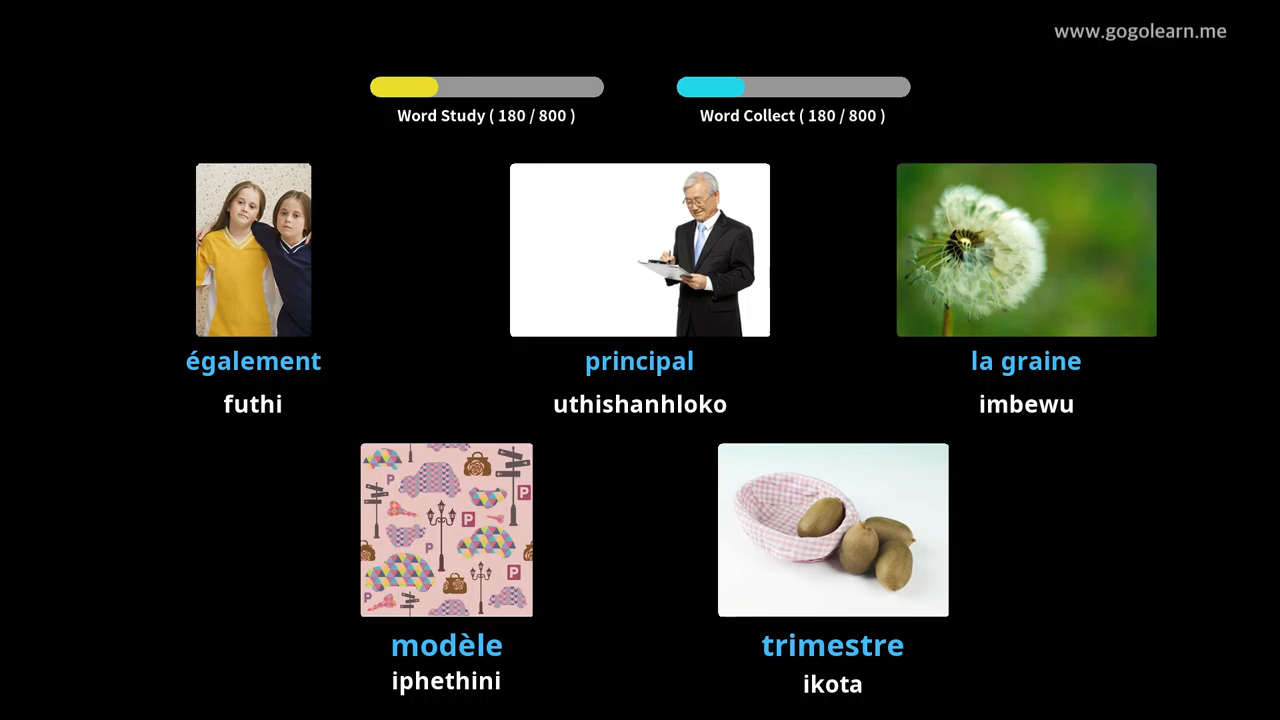 www.gogolearn.me
Word Study ( 180 / 800 )
Word Collect ( 180 / 800 )
également
futhi
principal
uthishanhloko
la graine
imbewu
P
P
P
P
P
P
modèle
iphethini
trimestre
ikota